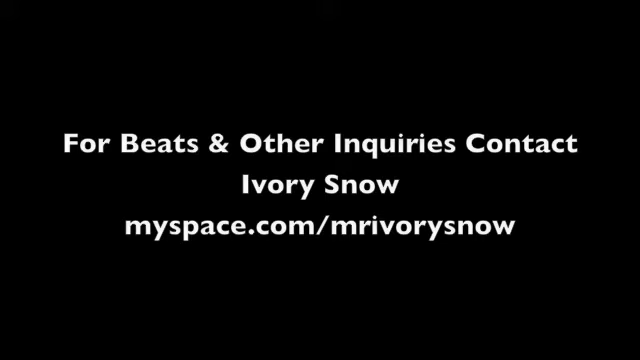 For Beats & Other Inquiries Contact
Ivory Snow
myspace.com/mrivorysnow